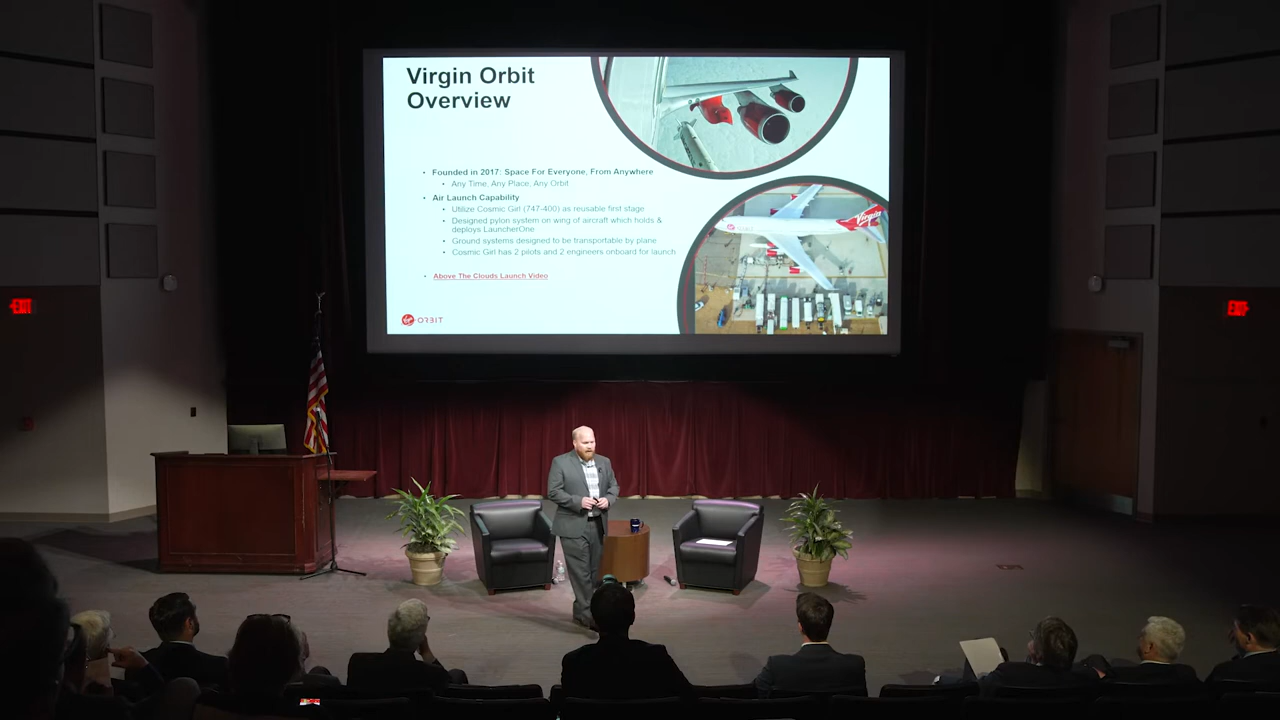 Virgin Orbit
Overview
• Founded in 2017: Space For Everyone, From Anywhere
• Any Time, Any Place, Any Orbit
• Air Launch Capability
• Utilize Cosmic Girl (747-400) as reusable first stage
• Designed pylon system on wing of aircraft which holds &
deploys LauncherOne
• Ground systems designed to be transportable by plane
• Cosmic Girl has 2 pilots and 2 engineers onboard for launch
• Above The Clouds Launch Video
Virgin
Virgin ORBIT
EXIT
EXIT